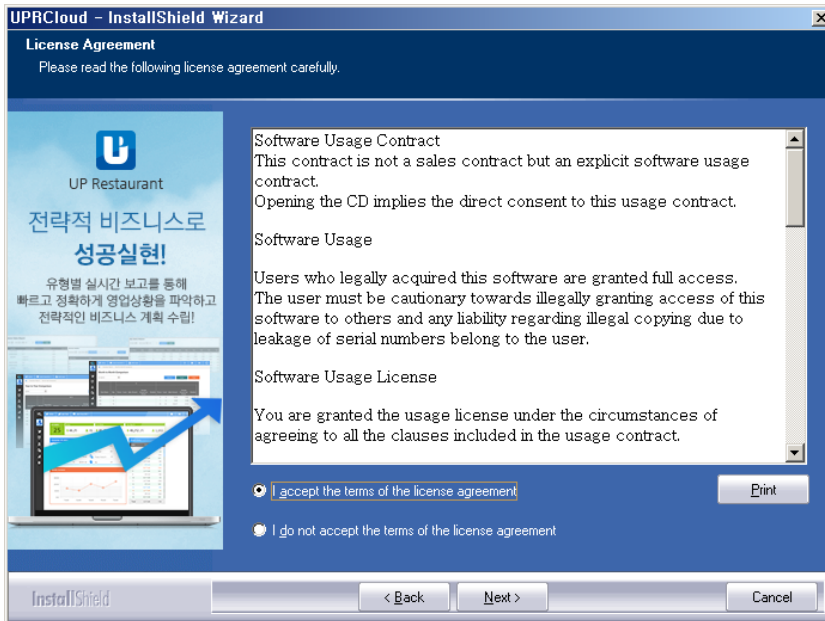 UPRCloud - InstallShield Wizard
License Agreement
Please read the following license agreement carefully.
UP Restaurant
전략적 비즈니스로
성공실현!
유형별 실시간 보고를 통해
빠르고 정확하게 영업상황을 파악하고
전략적인 비즈니스 계획 수립!
Software Usage Contract
This contract is not a sales contract but an explicit software usage
contract.
Opening the CD implies the direct consent to this usage contract.
Software Usage
Users who legally acquired this software are granted full access.
The user must be cautionary towards illegally granting access of this
software to others and any liability regarding illegal copying due to
leakage of serial numbers belong to the user.
Software Usage License
You are granted the usage license under the circumstances of
agreeing to all the clauses included in the usage contract.
I accept the terms of the license agreement
Print
I do not accept the terms of the license agreement
InstallShield
< Back
Next >
Cancel